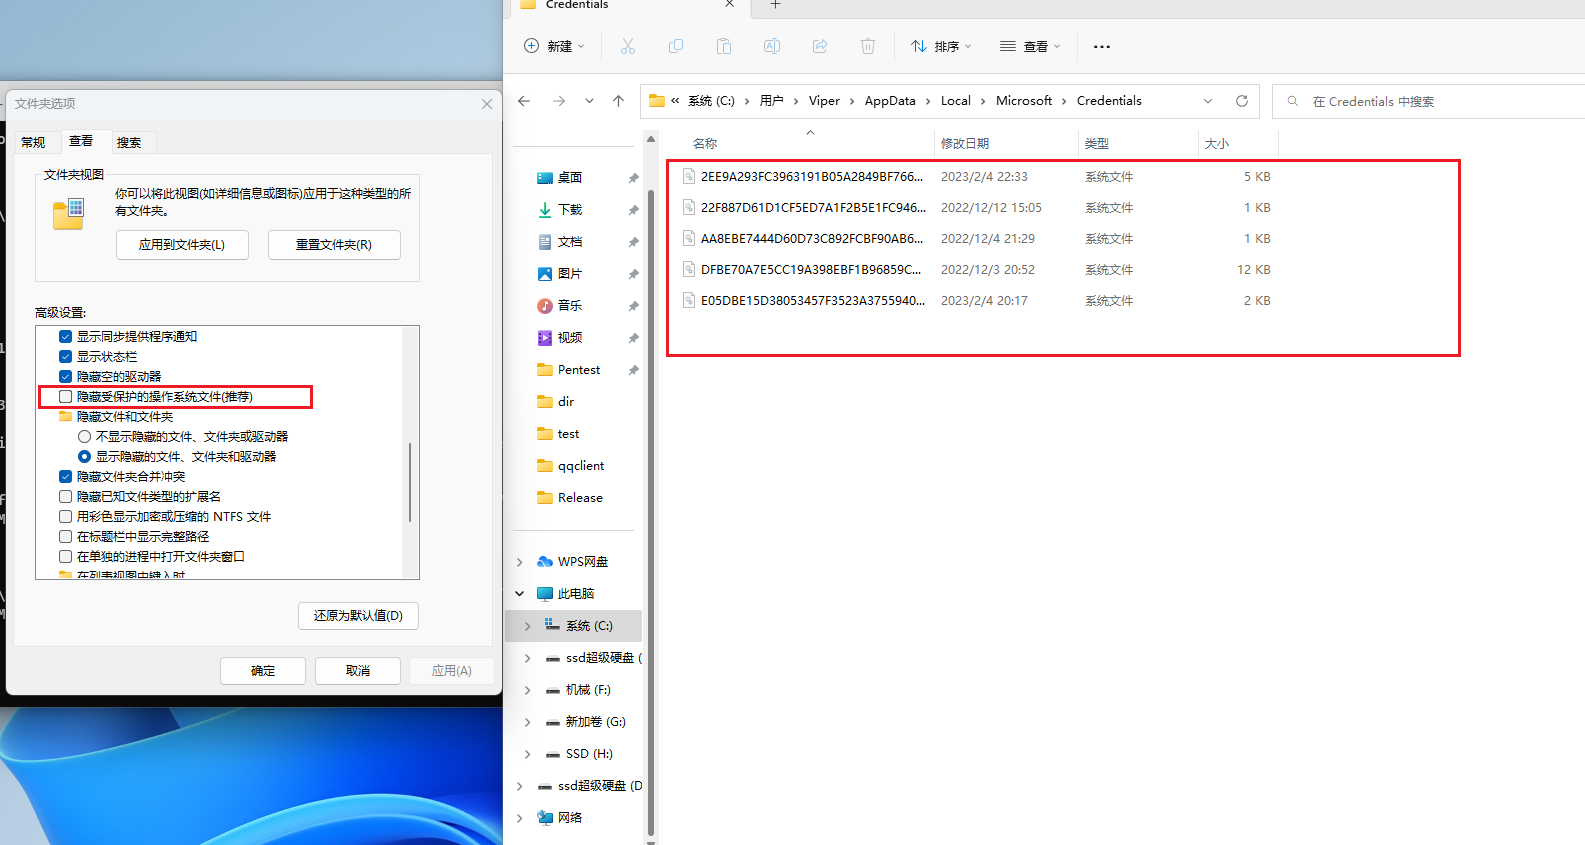 文件夹选项
常规
查看
搜索
文件夹视图
你可以将此视图(如详细信息或图标)应用于这种类型的所
有文件夹。
应用到文件夹(L)
重置文件夹(R)
高级设置:
显示同步提供程序通知
显示状态栏
隐藏空的驱动器
隐藏受保护的操作系统文件(推荐)
隐藏文件和文件夹
不显示隐藏的文件、文件夹或驱动器
显示隐藏的文件、文件夹和驱动器
隐藏文件夹合并冲突
隐藏已知文件类型的扩展名
用彩色显示加密或压缩的 NTFS 文件
在标题栏中显示完整路径
在单独的进程中打开文件夹窗口
在列表视图中键入时
还原为默认值(D)
确定
取消
应用(A)
Credentials
新建
排序
查看
« 系统 (C:) › 用户 › Viper › AppData › Local › Microsoft › Credentials
在 Credentials 中搜索
名称 修改日期 类型 大小
2EE9A293FC3963191B05A2849BF766... 2023/2/4 22:33 系统文件 5 KB
22F887D61D1CF5ED7A1F2B5E1FC946... 2022/12/12 15:05 系统文件 1 KB
AA8EBE7444D60D73C892FCBF90AB6... 2022/12/4 21:29 系统文件 1 KB
DFBE70A7E5CC19A398EBF1B96859C... 2022/12/3 20:52 系统文件 12 KB
E05DBE15D38053457F3523A3755940... 2023/2/4 20:17 系统文件 2 KB
桌面
下载
文档
图片
音乐
视频
Pentest
dir
test
qqclient
Release
WPS网盘
此电脑
系统 (C:)
ssd超级硬盘 (
机械 (F:)
新加卷 (G:)
SSD (H:)
ssd超级硬盘 (D
网络